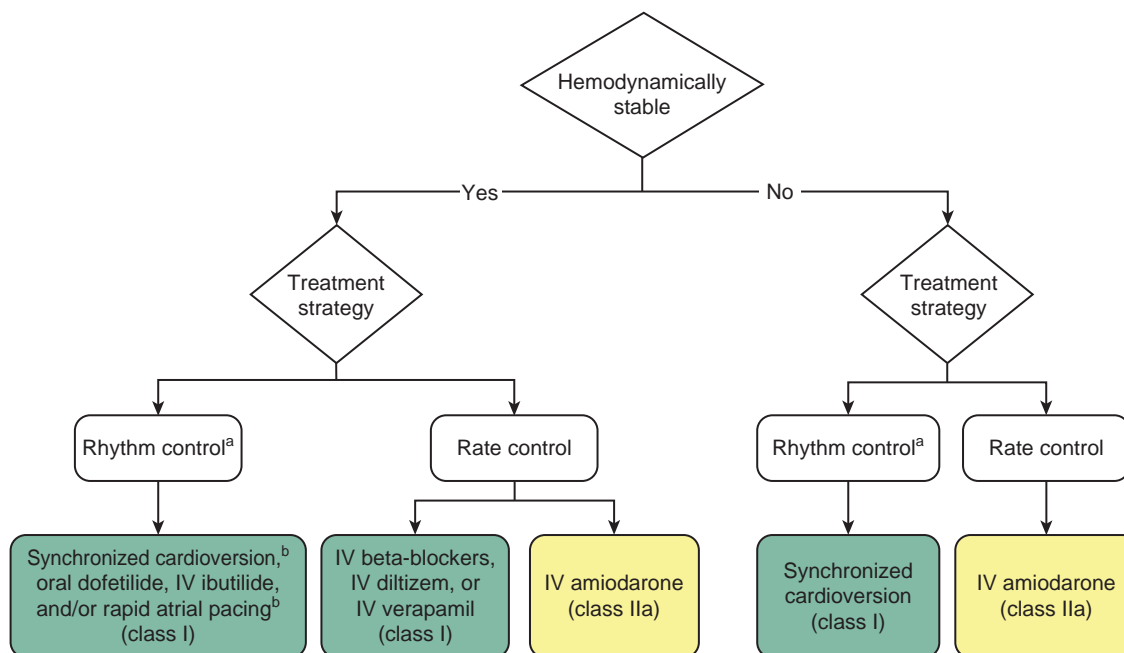 Hemodynamically
stable
Yes
No
Treatment
strategy
Treatment
strategy
Rhythm controlᵃ
Rate control
Rhythm controlᵃ
Rate control
Synchronized cardioversion,ᵇ
oral dofetilide, IV ibutilide,
and/or rapid atrial pacingᵇ
(class I)
IV beta-blockers,
IV diltizem, or
IV verapamil
(class I)
IV amiodarone
(class IIa)
Synchronized
cardioversion
(class I)
IV amiodarone
(class IIa)